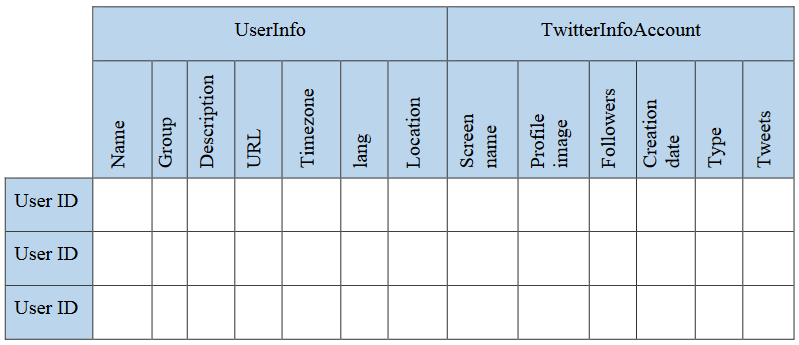 UserInfo
TwitterInfoAccount
Name
Group
Description
URL
Timezone
lang
Location
Screen
name
Profile
image
Followers
Creation
date
Type
Tweets
User ID
User ID
User ID